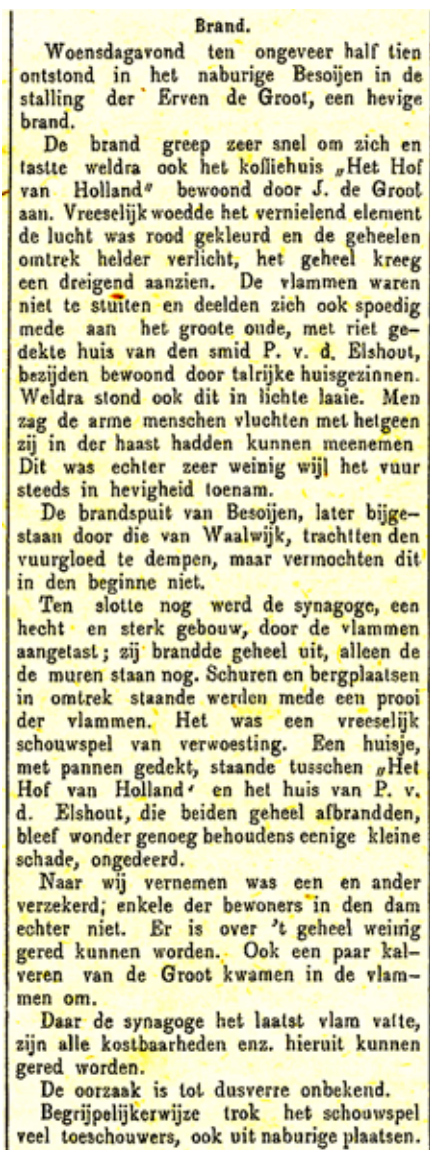 Brand.
Woensdagavond ten ongeveer half tien
ontstond in het naburige Besoijen in de
stalling der Erven de Groot, een hevige
brand.
De brand greep zeer snel om zich en
tastte weldra ook het koffiehuis „Het Hof
van Holland" bewoond door J. de Groot
aan. Vreeselijk woedde het vernielend element
de lucht was rood gekleurd en de geheelen
omtrek helder verlicht, het geheel kreeg
een dreigend aanzien. De vlammen waren
niet te stuiten en deelden zich ook spoedig
mede aan het groote oude, met riet ge-
dekte huis van den smid P. v. d. Elshout,
bezijden bewoond door talrijke huisgezinnen.
Weldra stond ook dit in lichte laaie. Men
zag de arme menschen vluchten met hetgeen
zij in der haast hadden kunnen meenemen
Dit was echter zeer weinig wijl het vuur
steeds in hevigheid toenam.
De brandspuit van Besoijen, later bijge-
staan door die van Waalwijk, trachtten den
vuurgloed te dempen, maar vermochten dit
in den beginne niet.
Ten slotte nog werd de synagoge, een
hecht en sterk gebouw, door de vlammen
aangetast; zij brandde geheel uit, alleen de
de muren staan nog. Schuren en bergplaatsen
in omtrek staande werden mede een prooi
der vlammen. Het was een vreeselijk
schouwspel van verwoesting. Een huisje,
met pannen gedekt, staande tusschen „Het
Hof van Holland' en het huis van P. v.
d. Elshout, die beiden geheel afbrandden,
bleef wonder genoeg behoudens eenige kleine
schade, ongedeerd.
Naar wij vernemen was een en ander
verzekerd; enkele der bewoners in den dam
echter niet. Er is over 't geheel weinig
gered kunnen worden. Ook een paar kal-
veren van de Groot kwamen in de vlam-
men om.
Daar de synagoge het laatst vlam vatte,
zijn alle kostbaarheden enz. hieruit kunnen
gered worden.
De oorzaak is tot dusverre onbekend.
Begrijpelijkerwijze trok het schouwspel
veel toeschouwers, ook uit naburige plaatsen.